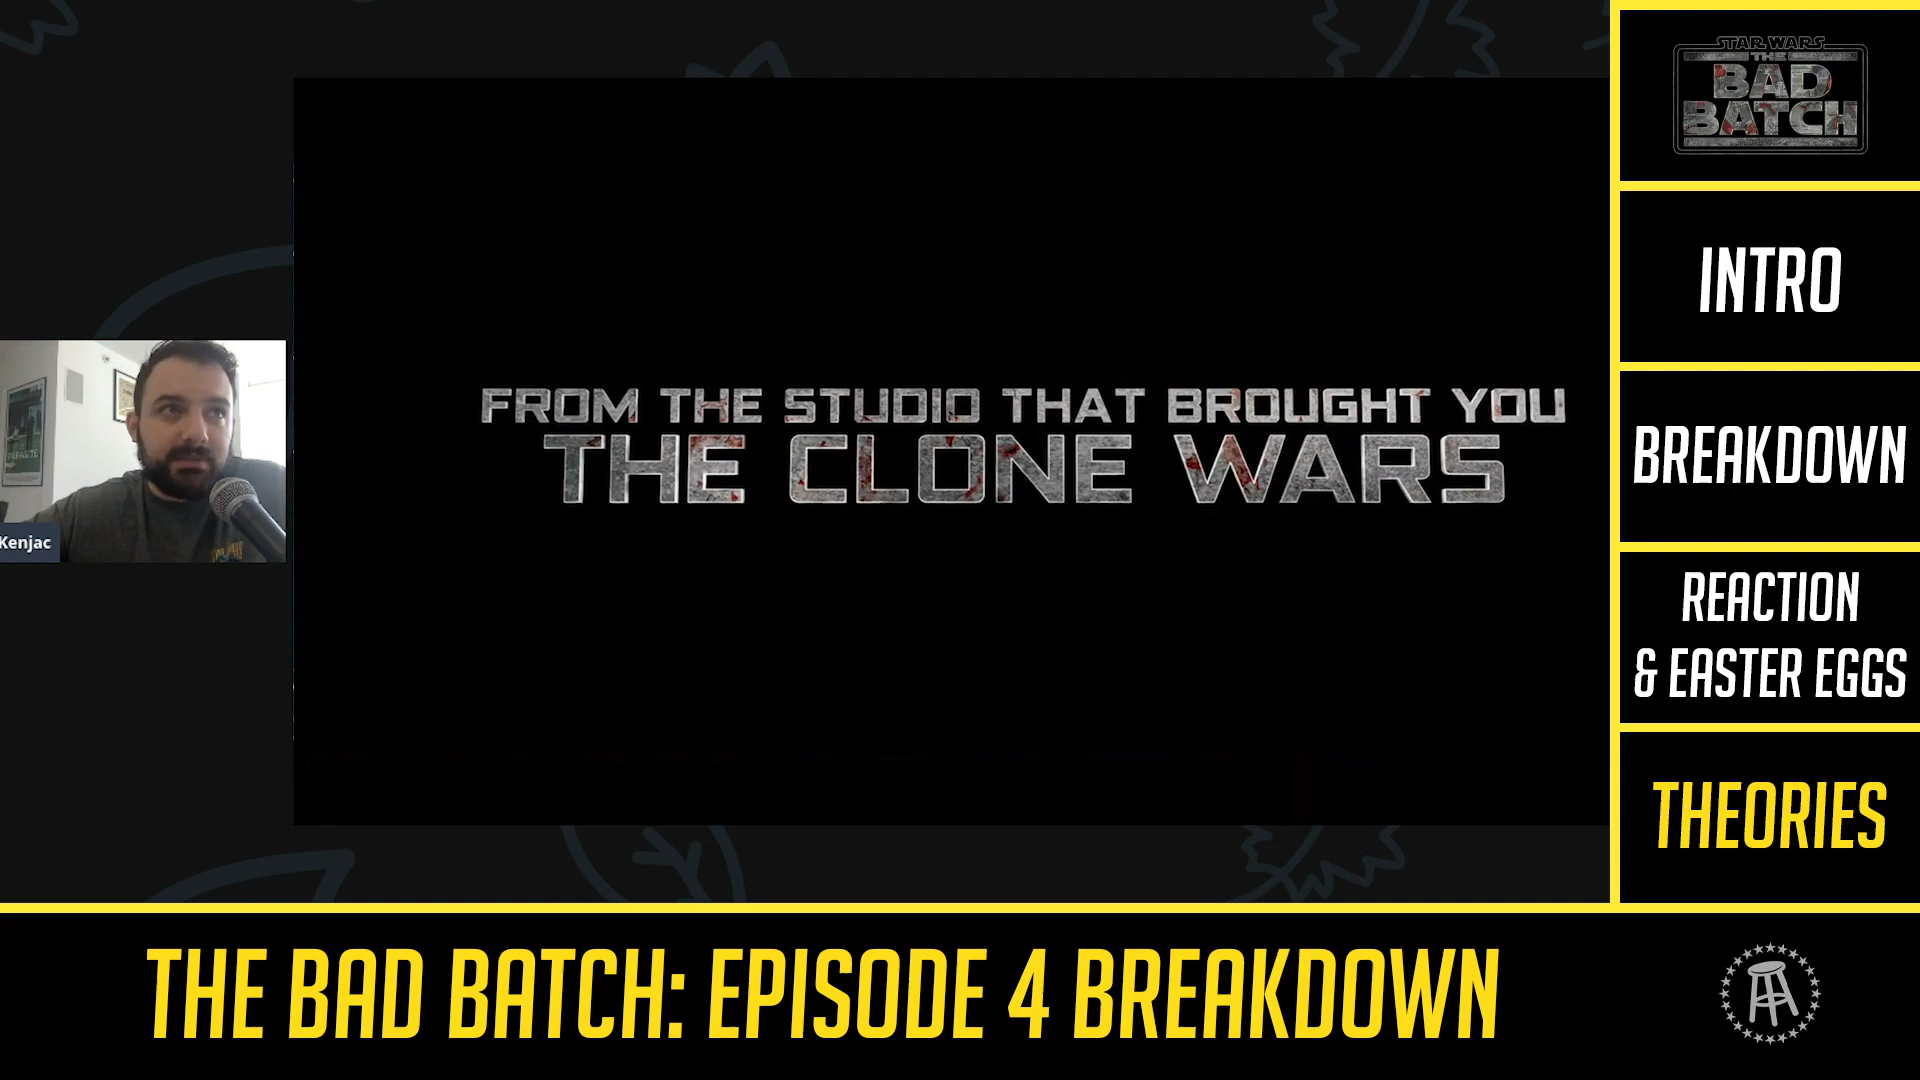 FROM THE STUDIO THAT BROUGHT YOU
THE CLONE WARS
PARASITE
Kenjac
STAR WARS
THE
BAD
BATCH
INTRO
BREAKDOWN
REACTION
& EASTER EGGS
THEORIES
THE BAD BATCH: EPISODE 4 BREAKDOWN